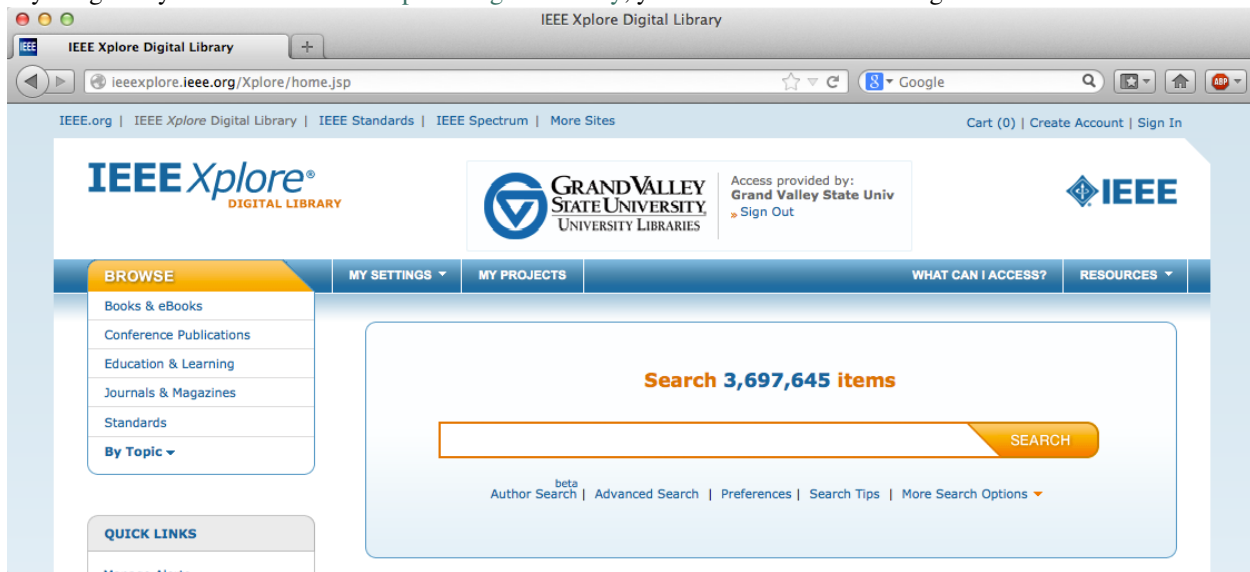 IEEE Xplore Digital Library
IEEE IEEE Xplore Digital Library +
ieeexplore.ieee.org/Xplore/home.jsp Google ABP
IEEE.org | IEEE Xplore Digital Library | IEEE Standards | IEEE Spectrum | More Sites Cart (0) | Create Account | Sign In
IEEE Xplore®
DIGITAL LIBRARY
GRAND VALLEY
STATE UNIVERSITY
UNIVERSITY LIBRARIES
Access provided by:
Grand Valley State Univ
» Sign Out
IEEE
BROWSE MY SETTINGS MY PROJECTS WHAT CAN I ACCESS? RESOURCES
Books & eBooks
Conference Publications
Education & Learning
Journals & Magazines
Standards
By Topic
Search 3,697,645 items
SEARCH
beta
Author Search | Advanced Search | Preferences | Search Tips | More Search Options
QUICK LINKS